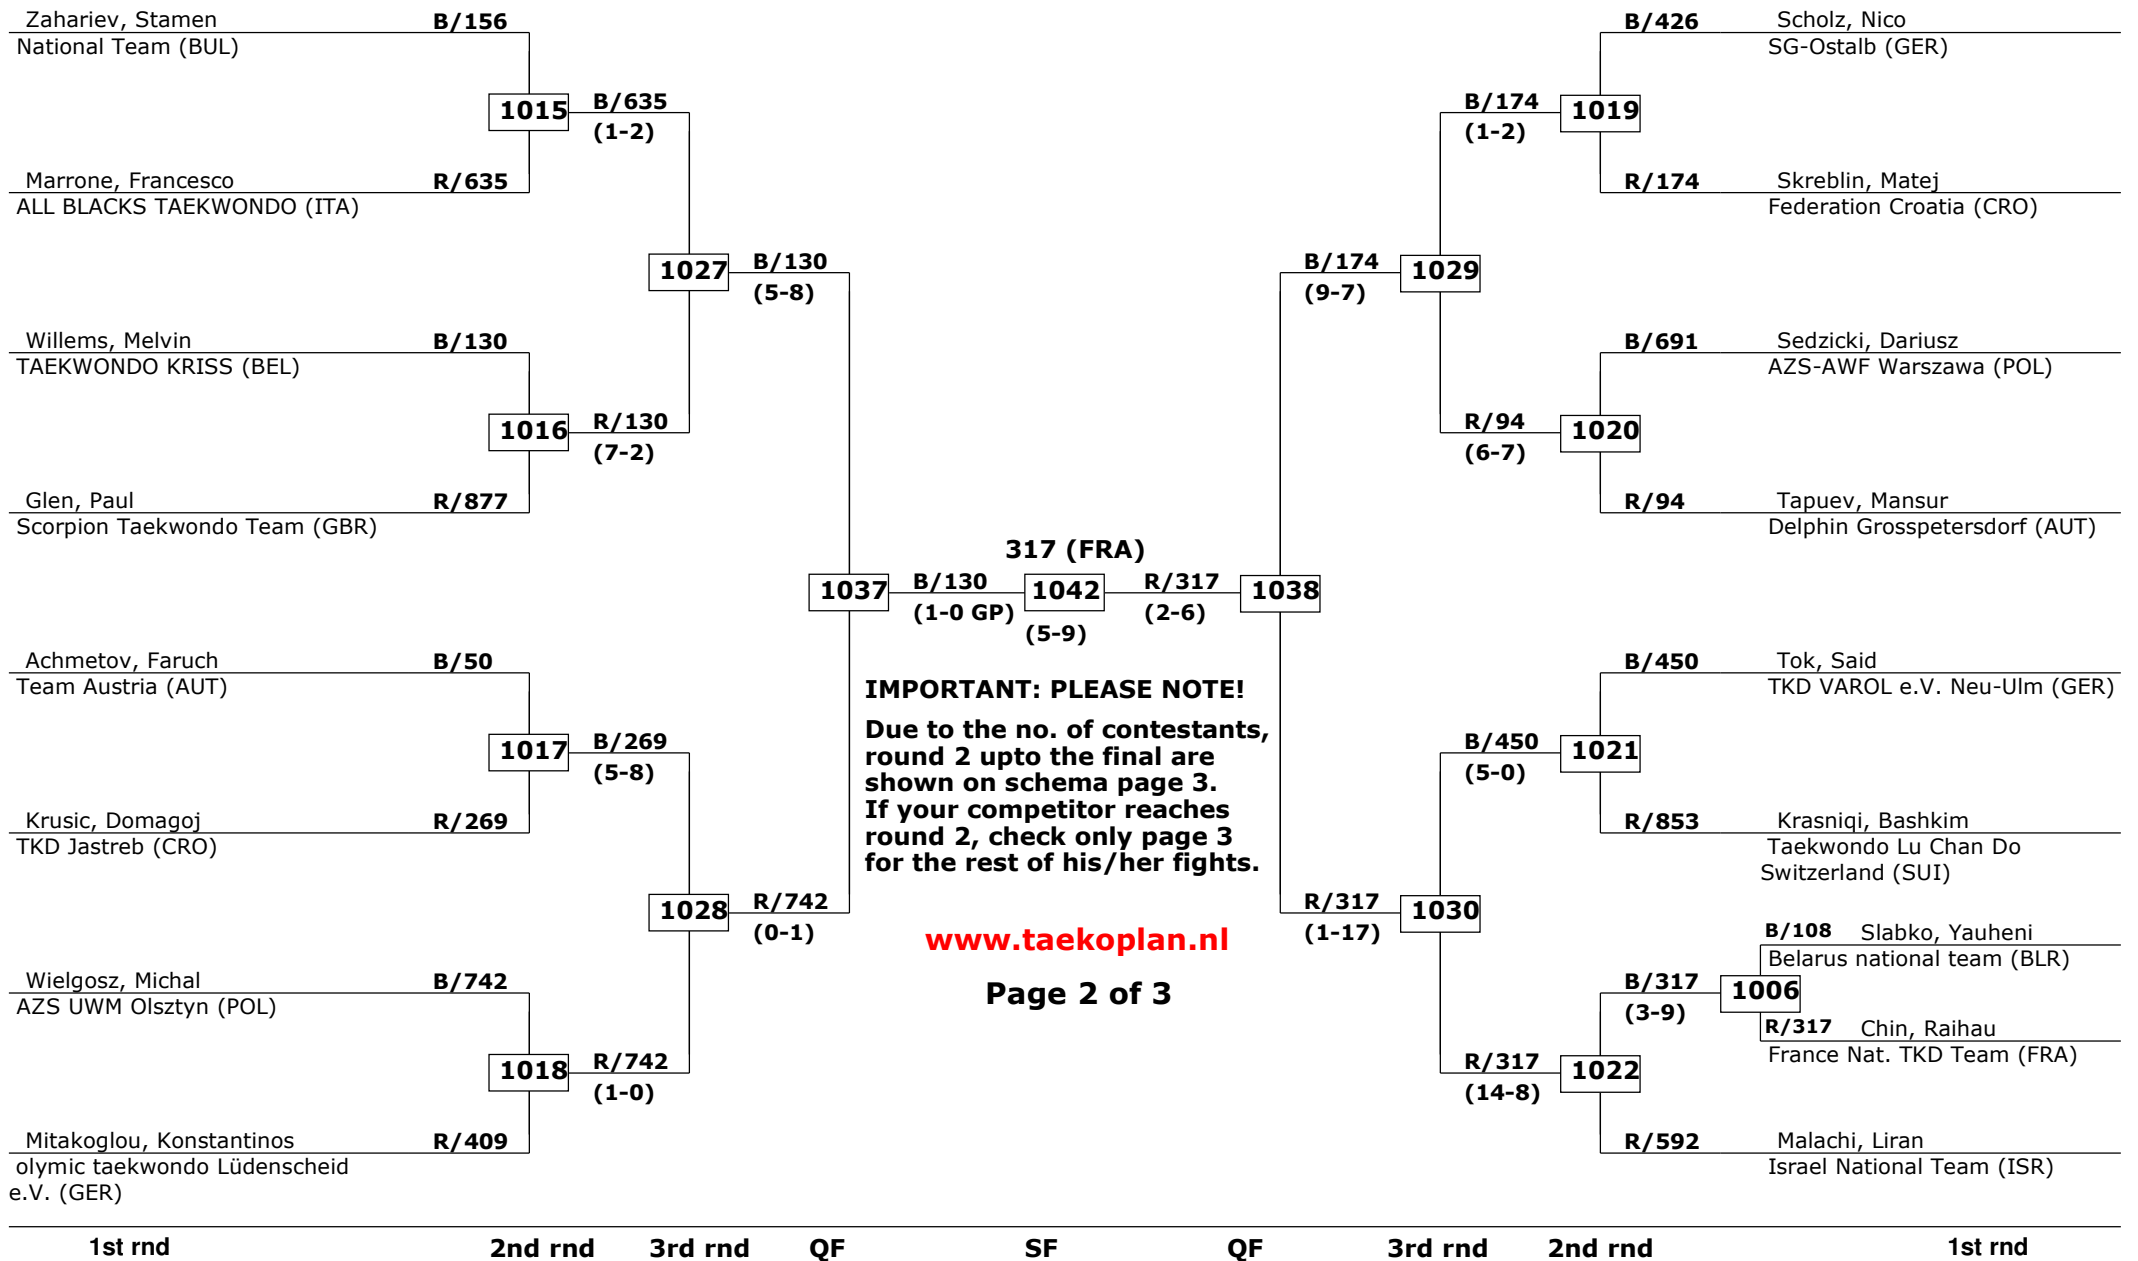 Zahariev, Stamen
B/156
National Team (BUL)
1015
B/635
(1-2)
Marrone, Francesco
R/635
ALL BLACKS TAEKWONDO (ITA)
1027
B/130
(5-8)
Willems, Melvin
B/130
TAEKWONDO KRISS (BEL)
1016
R/130
(7-2)
Glen, Paul
R/877
Scorpion Taekwondo Team (GBR)
1037
B/130
(1-0 GP)
Achmetov, Faruch
B/50
Team Austria (AUT)
1017
B/269
(5-8)
Krusic, Domagoj
R/269
TKD Jastreb (CRO)
1028
R/742
(0-1)
Wielgosz, Michal
B/742
AZS UWM Olsztyn (POL)
1018
R/742
(1-0)
Mitakoglou, Konstantinos
R/409
olymic taekwondo Lüdenscheid
e.V. (GER)
317 (FRA)
1042
(5-9)
IMPORTANT: PLEASE NOTE!
Due to the no. of contestants,
round 2 upto the final are
shown on schema page 3.
If your competitor reaches
round 2, check only page 3
for the rest of his/her fights.
www.taekoplan.nl
Page 2 of 3
B/426
Scholz, Nico
SG-Ostalb (GER)
B/174
(1-2)
1019
R/174
Skreblin, Matej
Federation Croatia (CRO)
B/174
(9-7)
1029
B/691
Sedzicki, Dariusz
AZS-AWF Warszawa (POL)
R/94
(6-7)
1020
R/94
Tapuev, Mansur
Delphin Grosspetersdorf (AUT)
R/317
(2-6)
1038
B/450
Tok, Said
TKD VAROL e.V. Neu-Ulm (GER)
B/450
(5-0)
1021
R/853
Krasniqi, Bashkim
Taekwondo Lu Chan Do
Switzerland (SUI)
R/317
(1-17)
1030
B/108
Slabko, Yauheni
Belarus national team (BLR)
B/317
(3-9)
1006
R/317
Chin, Raihau
France Nat. TKD Team (FRA)
R/317
(14-8)
1022
R/592
Malachi, Liran
Israel National Team (ISR)
1st rnd
2nd rnd
3rd rnd
QF
SF
QF
3rd rnd
2nd rnd
1st rnd